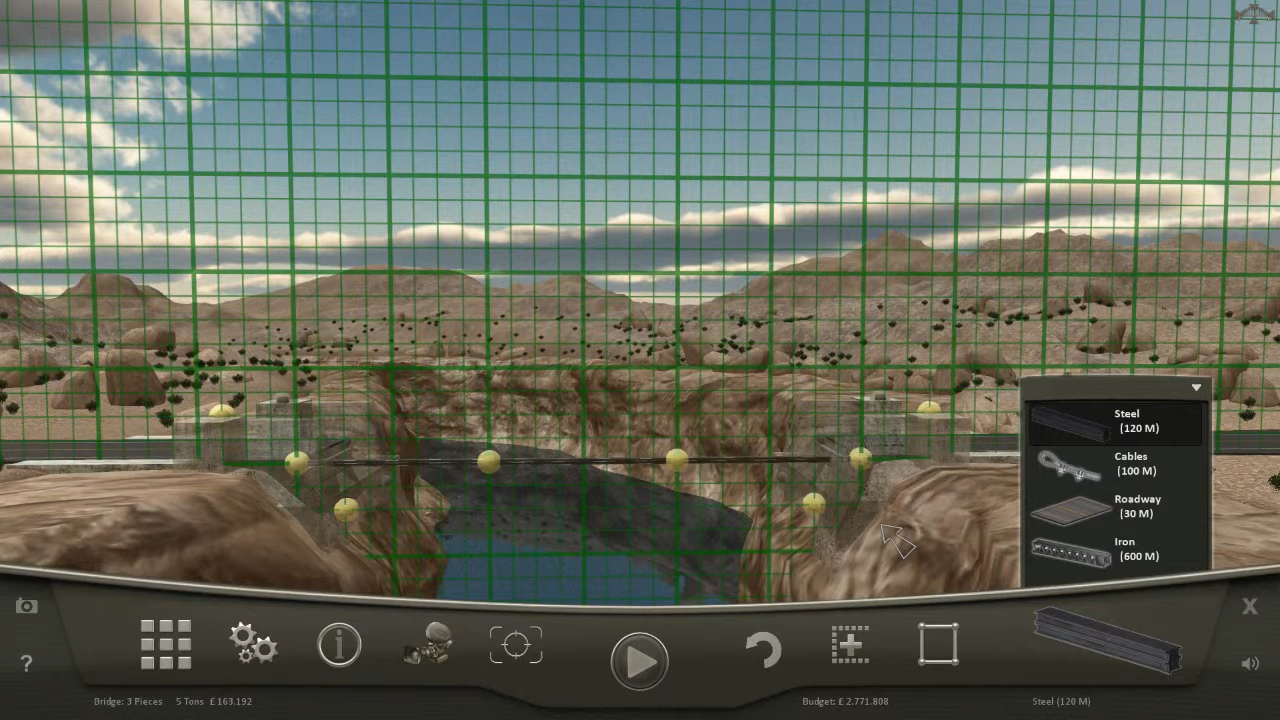 Steel
(120 M)
Cables
(100 M)
Roadway
(30 M)
Iron
(600 M)
X
?
Bridge: 3 Pieces 5 Tons £ 163.192
Budget: £ 2.771.808
Steel (120 M)